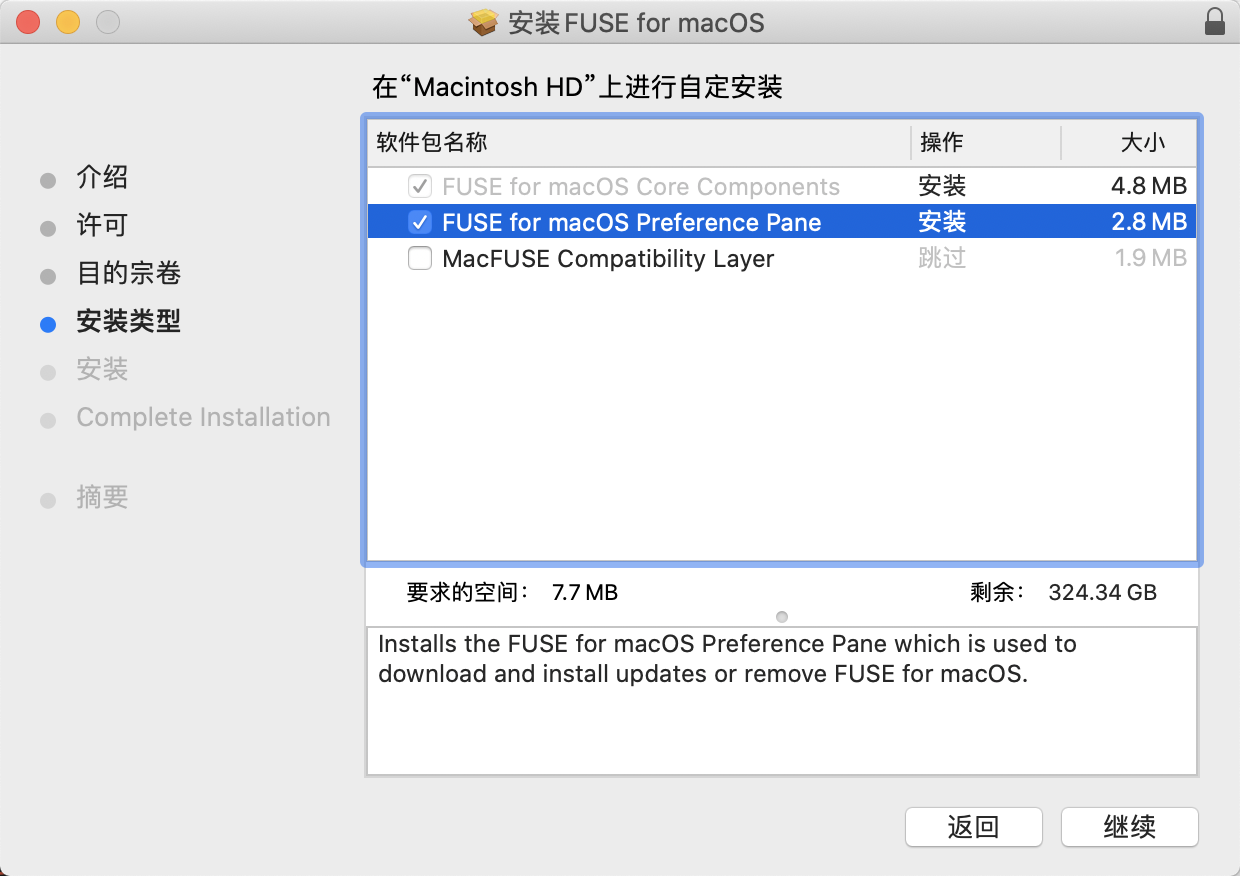 安装FUSE for macOS
在“Macintosh HD”上进行自定安装
介绍
许可
目的宗卷
安装类型
安装
Complete Installation
摘要
软件包名称 操作 大小
FUSE for macOS Core Components 安装 4.8 MB
FUSE for macOS Preference Pane 安装 2.8 MB
MacFUSE Compatibility Layer 跳过 1.9 MB
要求的空间： 7.7 MB 剩余： 324.34 GB
Installs the FUSE for macOS Preference Pane which is used to
download and install updates or remove FUSE for macOS.
返回 继续